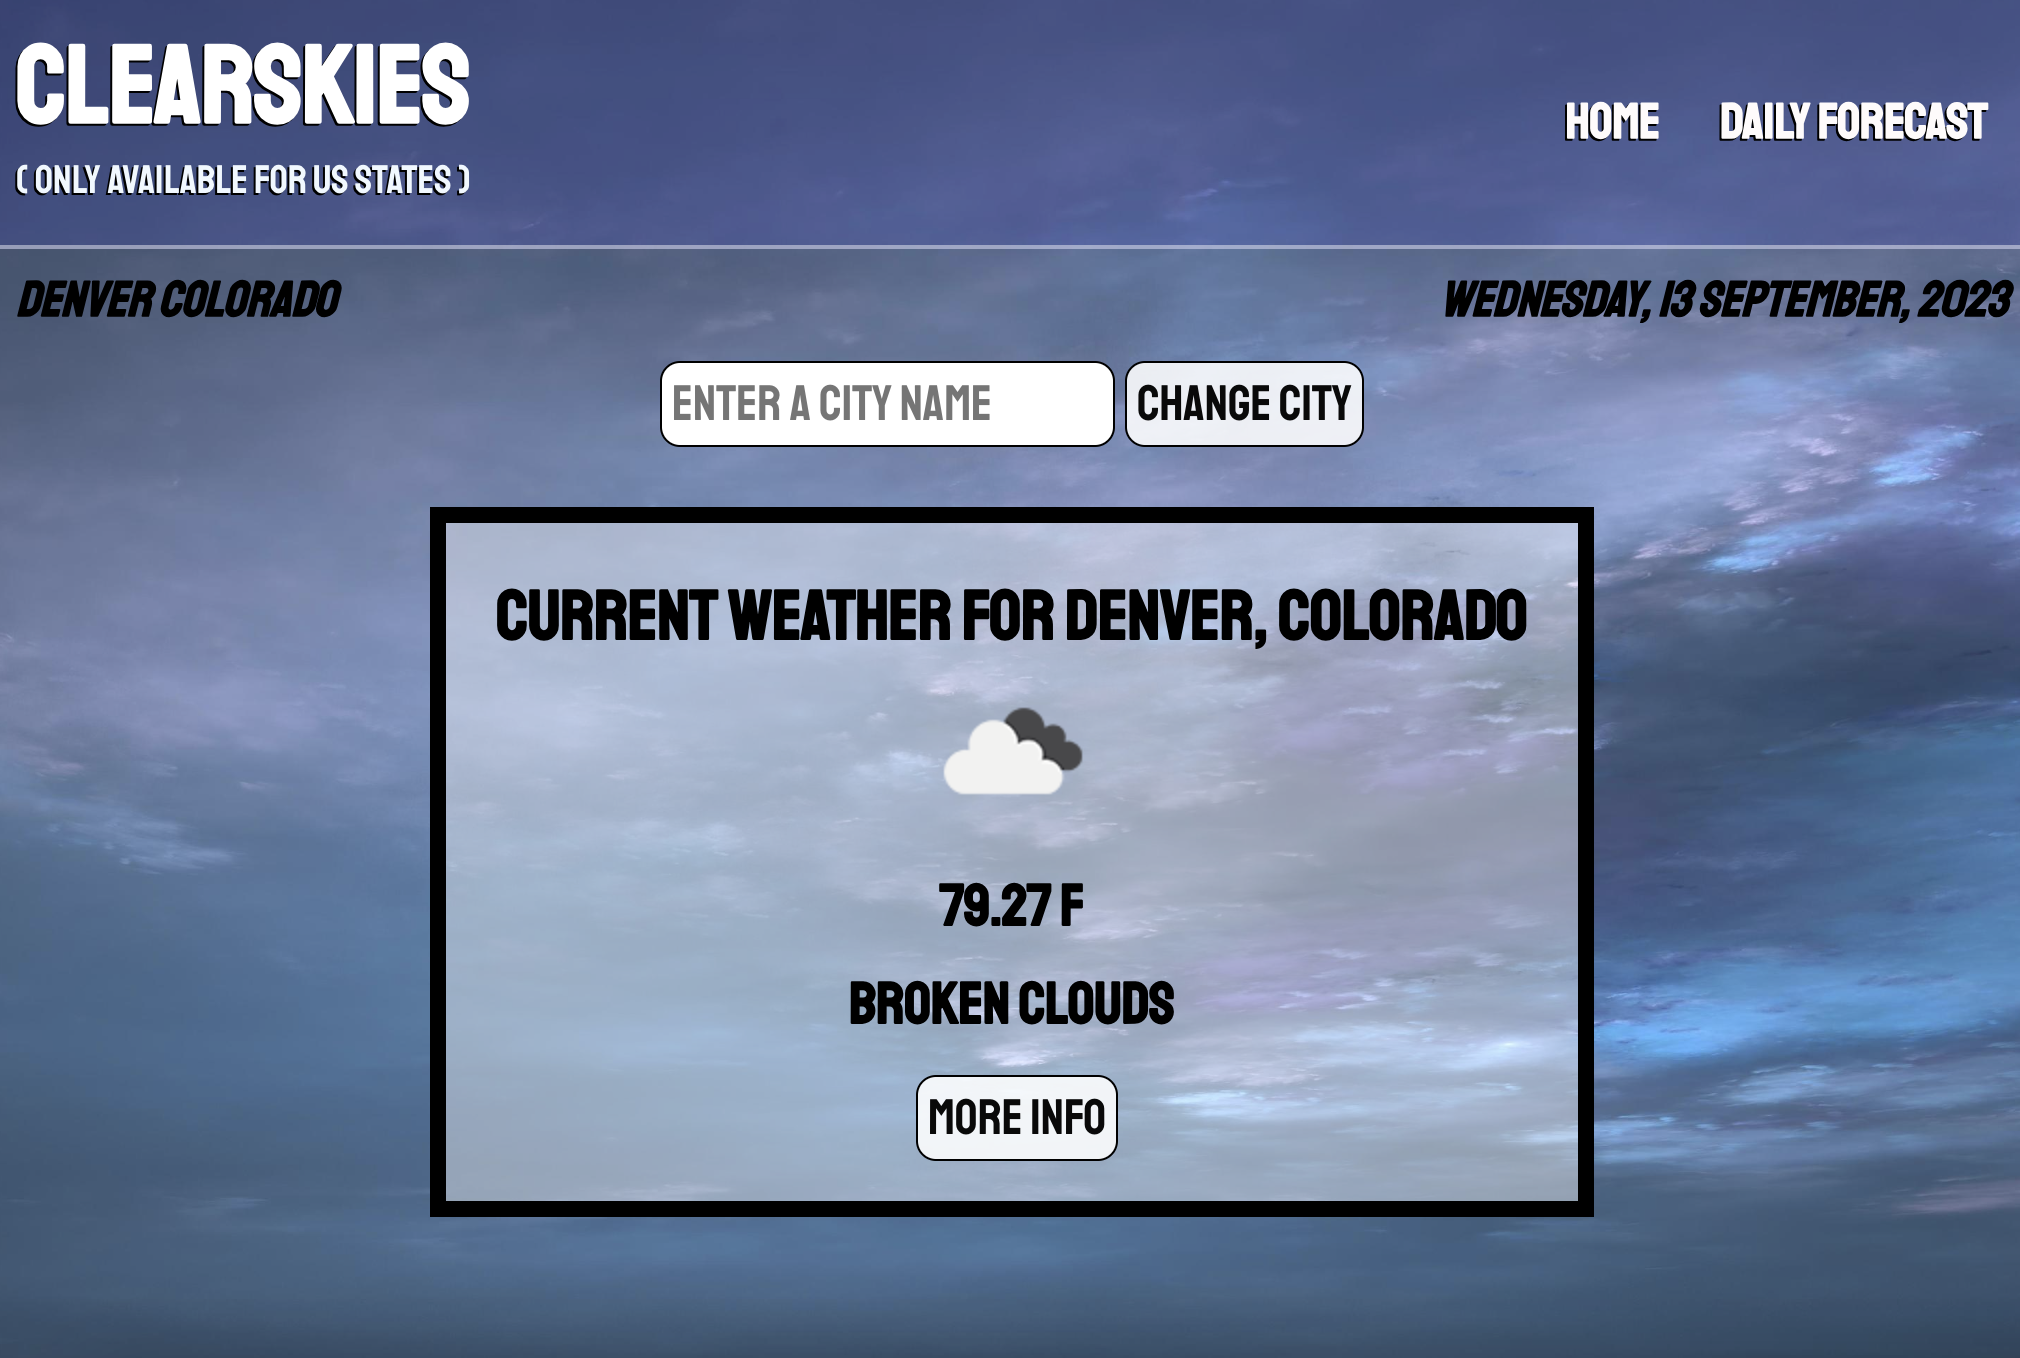 CLEARSKIES
( ONLY AVAILABLE FOR US STATES )
HOME DAILY FORECAST
DENVER COLORADO
WEDNESDAY, 13 SEPTEMBER, 2023
ENTER A CITY NAME
CHANGE CITY
CURRENT WEATHER FOR DENVER, COLORADO
79.27 F
BROKEN CLOUDS
MORE INFO